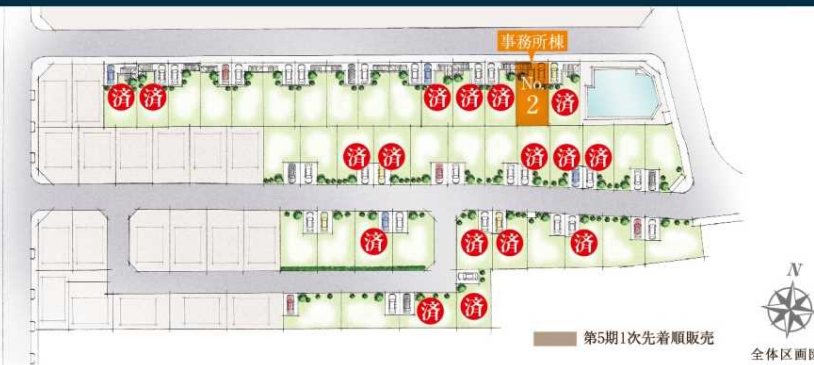 事務所棟
済 済 済 済 済 No. 済
2
済 済 済 済 済
済 済 済 済
済 済
N
第5期1次先着順販売
全体区画図